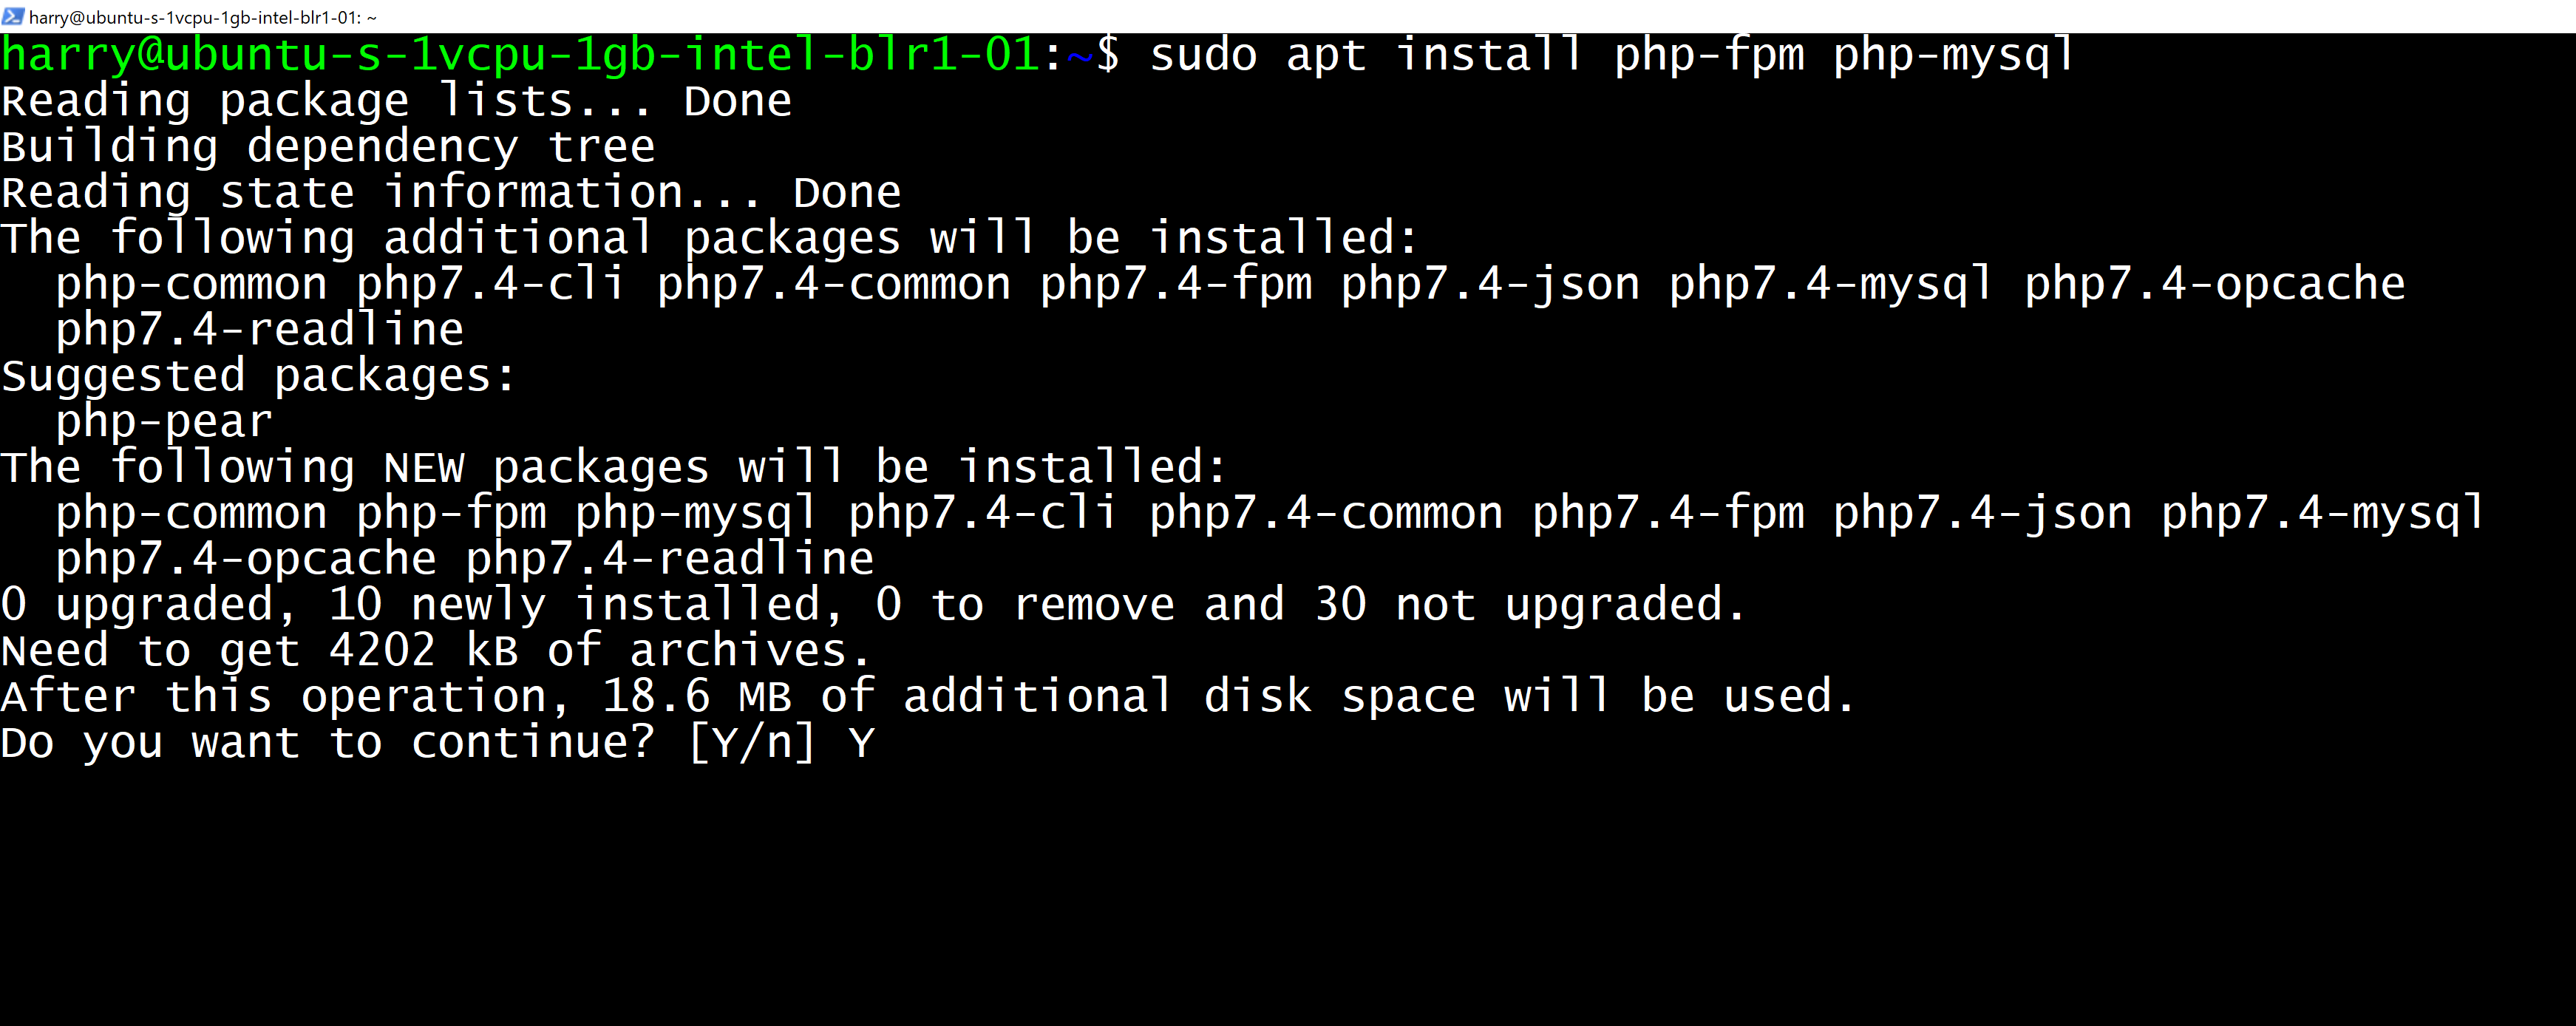 harry@ubuntu-s-1vcpu-1gb-intel-blr1-01: ~
harry@ubuntu-s-1vcpu-1gb-intel-blr1-01:~$ sudo apt install php-fpm php-mysql
Reading package lists... Done
Building dependency tree
Reading state information... Done
The following additional packages will be installed:
  php-common php7.4-cli php7.4-common php7.4-fpm php7.4-json php7.4-mysql php7.4-opcache
  php7.4-readline
Suggested packages:
  php-pear
The following NEW packages will be installed:
  php-common php-fpm php-mysql php7.4-cli php7.4-common php7.4-fpm php7.4-json php7.4-mysql
  php7.4-opcache php7.4-readline
0 upgraded, 10 newly installed, 0 to remove and 30 not upgraded.
Need to get 4202 kB of archives.
After this operation, 18.6 MB of additional disk space will be used.
Do you want to continue? [Y/n] Y